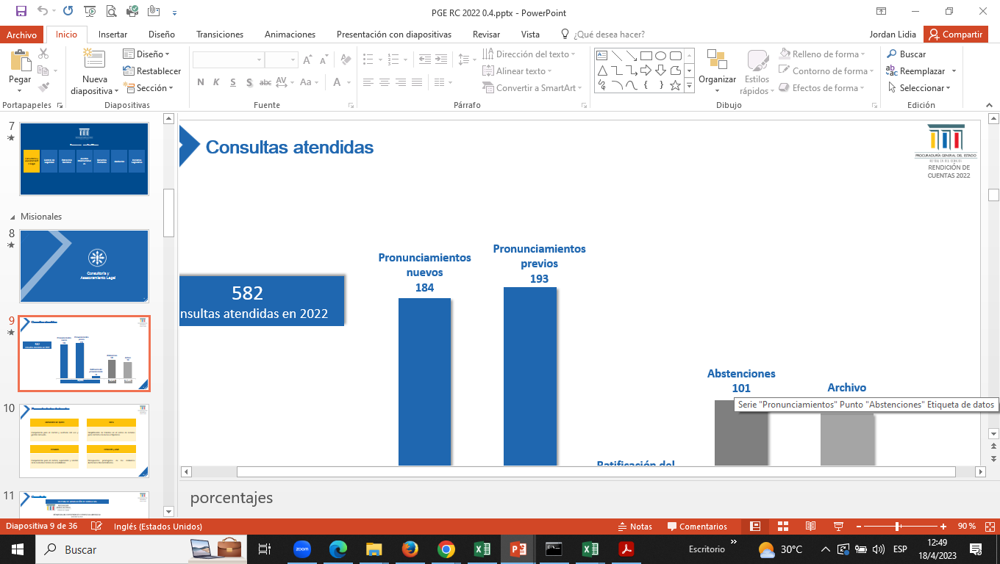 PGE RC 2022 0.4.pptx - PowerPoint
Archivo Inicio Insertar Diseño Transiciones Animaciones Presentación con diapositivas Revisar Vista ¿Qué desea hacer? Jordan Lidia Compartir
Pegar
Portapapeles
Nueva
diapositiva
Diseño
Restablecer
Sección
Diapositivas
N K S S abc AV Aa A
Fuente
Dirección del texto
Alinear texto
Convertir a SmartArt
Párrafo
Organizar
Estilos
rápidos
Relleno de forma
Contorno de forma
Efectos de forma
Dibujo
Buscar
Reemplazar
Seleccionar
Edición
7
Misionales
8
Consultoría y
Asesoramiento Legal
9
Consultas atendidas
10
11
Consultas atendidas
PROCURADURÍA GENERAL DEL ESTADO
RENDICIÓN DE
CUENTAS 2022
582
nsultas atendidas en 2022
Pronunciamientos
nuevos
184
Pronunciamientos
previos
193
Ratificación del
Abstenciones
101
Archivo
Serie "Pronunciamientos" Punto "Abstenciones" Etiqueta de datos
porcentajes
Diapositiva 9 de 36 Inglés (Estados Unidos) Notas Comentarios 90 %
Buscar zoom Escritorio 30°C ESP 12:49
18/4/2023